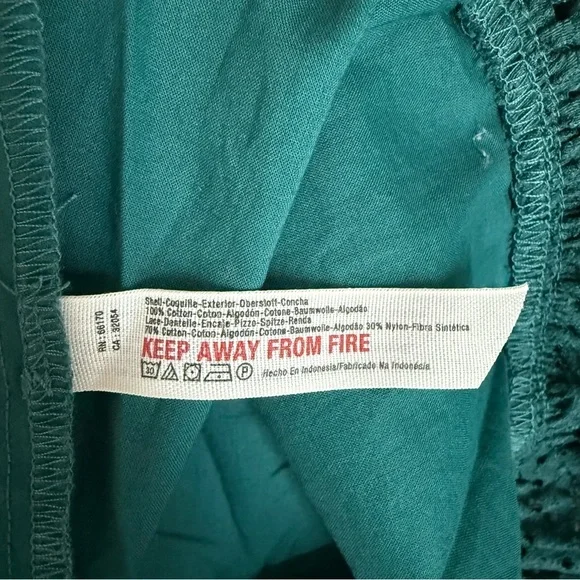 RN: 66170
CA: 32054
Shell-Coquille-Exterior-Oberstoff-Concha
100% Cotton-Coton-Algodón-Cotone-Baumwolle-Algodão
Lace-Dentelle-Encaje-Pizzo-Spitze-Renda
70% Cotton-Coton-Algodón-Cotone-Baumwolle-Algodão 30% Nylon-Fibra Sintética
KEEP AWAY FROM FIRE
30 P Hecho En Indonesia/Fabricado Na Indonésia